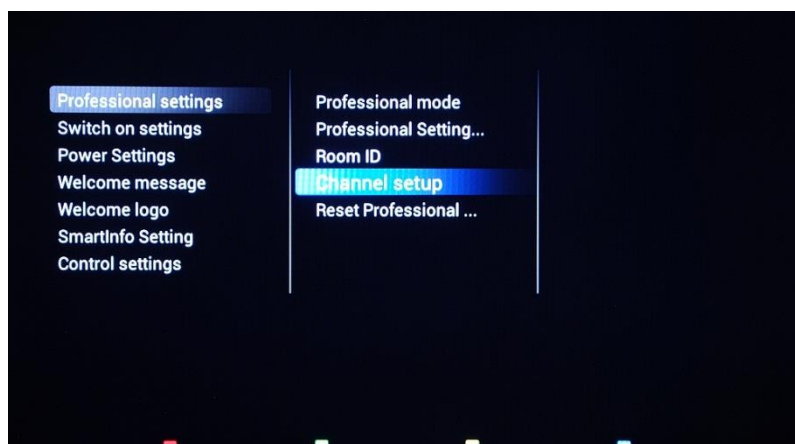 Professional settings
Switch on settings
Power Settings
Welcome message
Welcome logo
SmartInfo Setting
Control settings
Professional mode
Professional Setting...
Room ID
Channel setup
Reset Professional ...